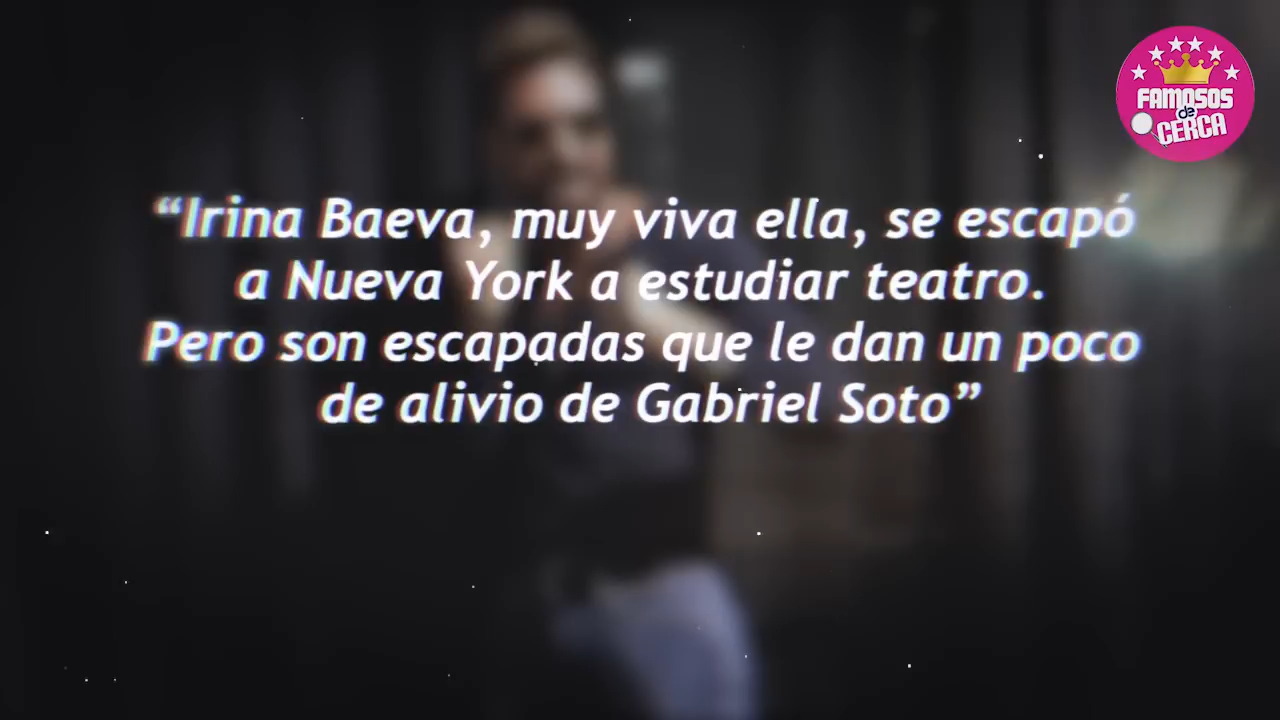 FAMOSOS
de
CERCA
“Irina Baeva, muy viva ella, se escapó
a Nueva York a estudiar teatro.
Pero son escapadas que le dan un poco
de alivio de Gabriel Soto”